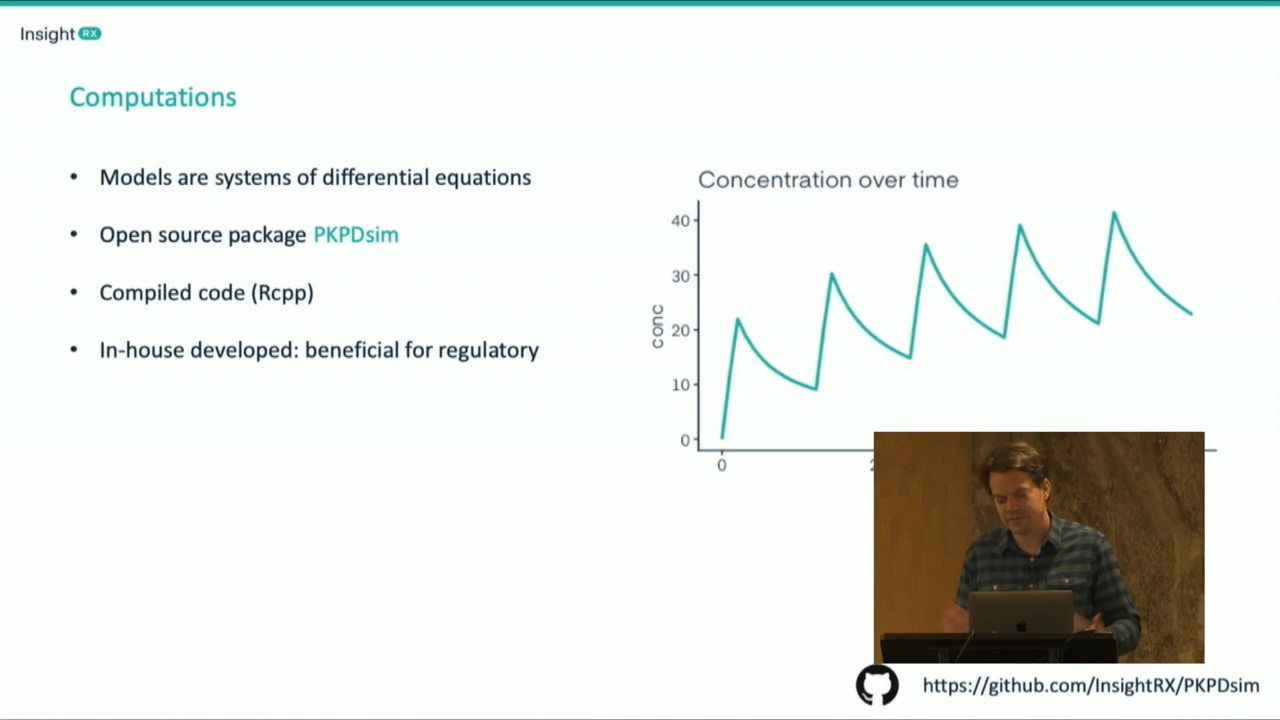 Insight RX
Computations
• Models are systems of differential equations
• Open source package PKPDsim
• Compiled code (Rcpp)
• In-house developed: beneficial for regulatory
Concentration over time
conc
40
30
20
10
0
0
https://github.com/InsightRX/PKPDsim